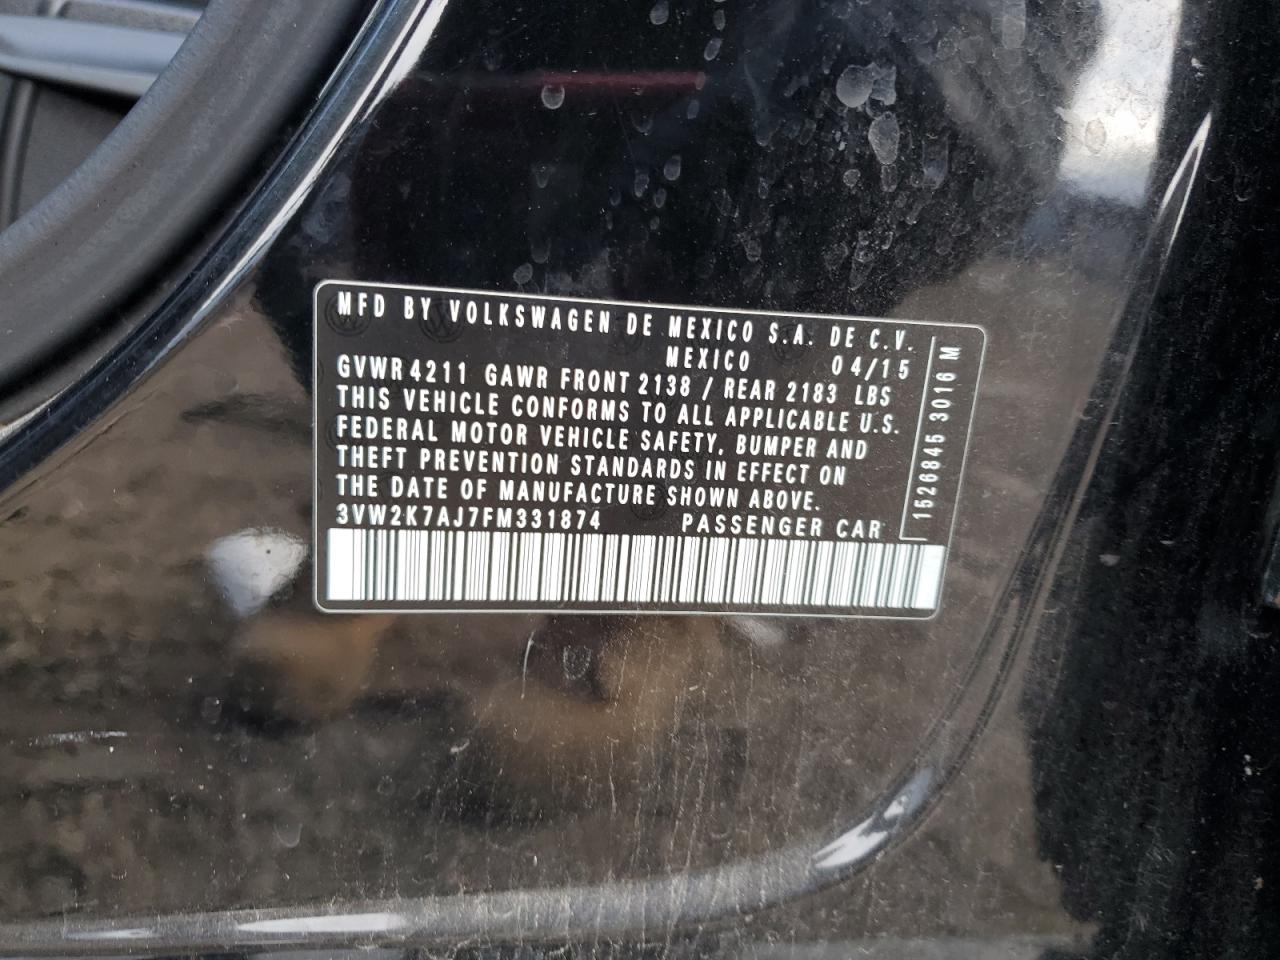 MFD BY VOLKSWAGEN DE MEXICO S.A. DE C.V.
MEXICO 04/15
GVWR 4211 GAWR FRONT 2138 / REAR 2183 LBS
THIS VEHICLE CONFORMS TO ALL APPLICABLE U.S.
FEDERAL MOTOR VEHICLE SAFETY, BUMPER AND
THEFT PREVENTION STANDARDS IN EFFECT ON
THE DATE OF MANUFACTURE SHOWN ABOVE.
3VW2K7AJ7FM331874 PASSENGER CAR
1526845 3016 M